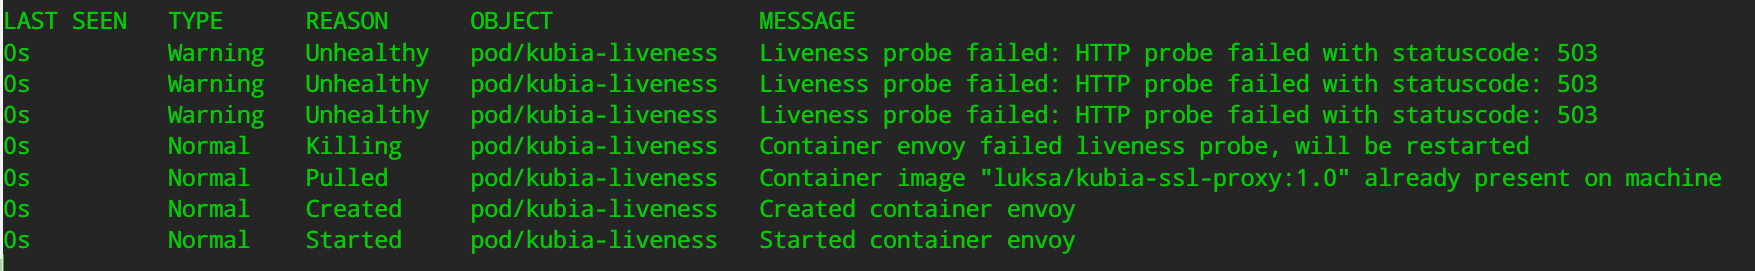 LAST SEEN   TYPE      REASON      OBJECT               MESSAGE
0s          Warning   Unhealthy   pod/kubia-liveness   Liveness probe failed: HTTP probe failed with statuscode: 503
0s          Warning   Unhealthy   pod/kubia-liveness   Liveness probe failed: HTTP probe failed with statuscode: 503
0s          Warning   Unhealthy   pod/kubia-liveness   Liveness probe failed: HTTP probe failed with statuscode: 503
0s          Normal    Killing     pod/kubia-liveness   Container envoy failed liveness probe, will be restarted
0s          Normal    Pulled      pod/kubia-liveness   Container image "luksa/kubia-ssl-proxy:1.0" already present on machine
0s          Normal    Created     pod/kubia-liveness   Created container envoy
0s          Normal    Started     pod/kubia-liveness   Started container envoy